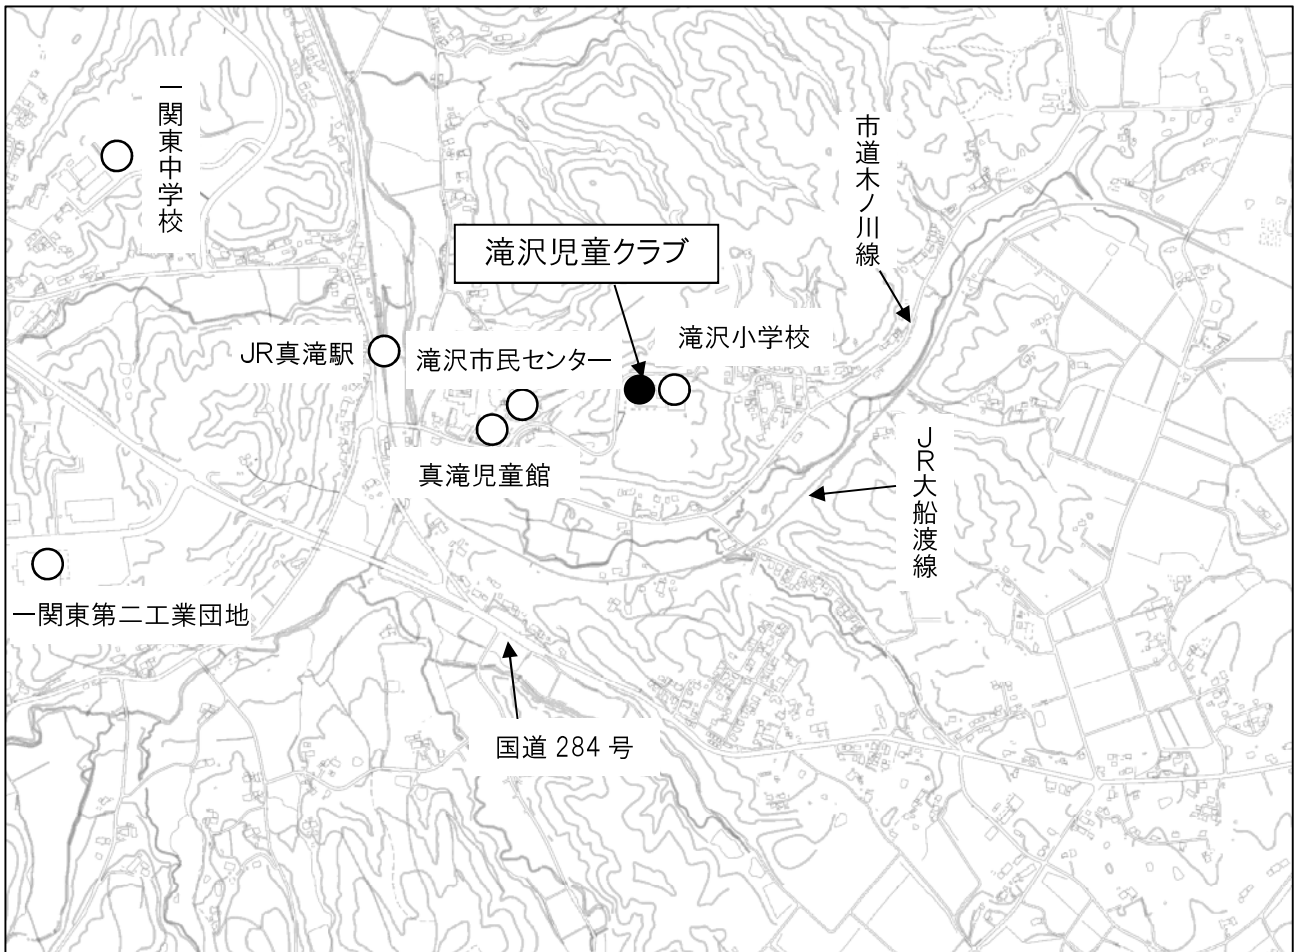 一関東中学校
市道木ノ川線
滝沢児童クラブ
滝沢小学校
JR真滝駅
滝沢市民センター
真滝児童館
JR大船渡線
一関東第二工業団地
国道284号